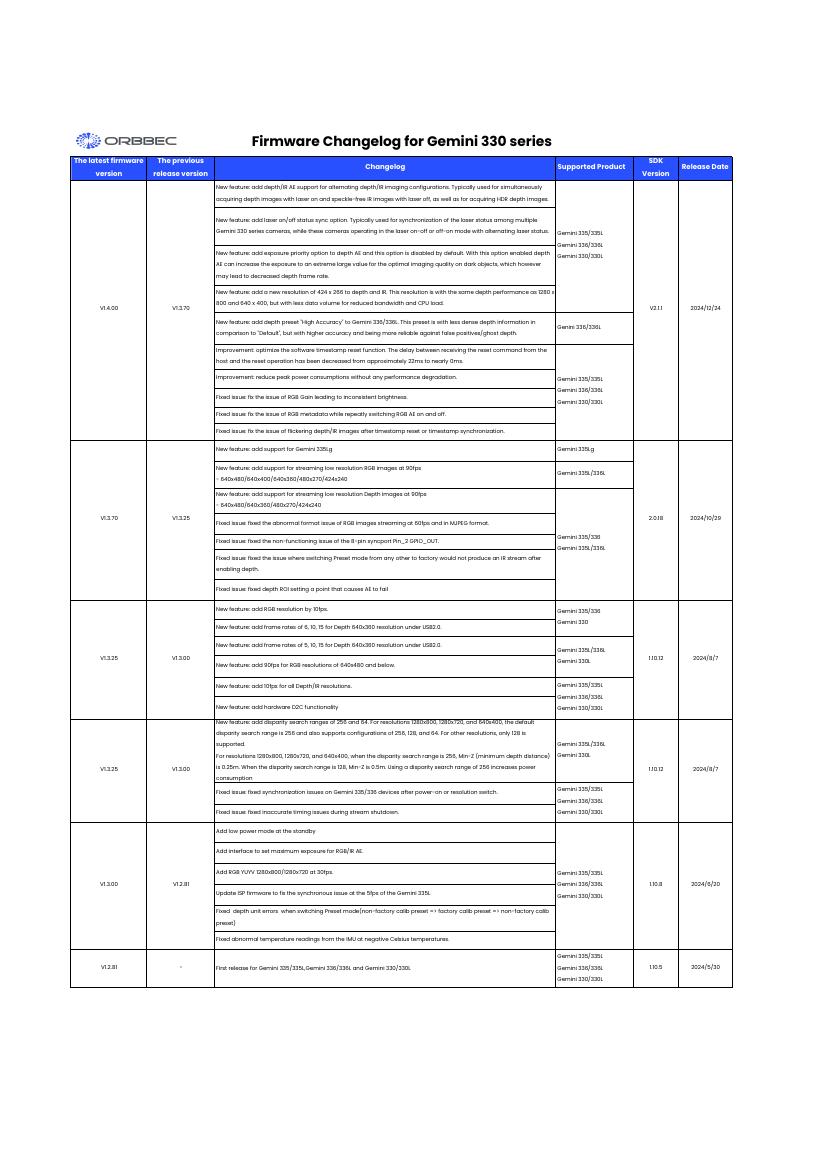 ORBBEC
Firmware Changelog for Gemini 330 series
The latest firmware version
The previous release version
Changelog
Supported Product
SDK Version
Release Date
V1.4.00
V1.3.70
New feature: add depth/IR AE support for alternating depth/IR imaging configurations. Typically used for simultaneously
acquiring depth images with laser on and speckle-free IR images with laser off, as well as for acquiring HDR depth images.
New feature: add laser on/off status sync option. Typically used for synchronization of the laser status among multiple
Gemini 330 series cameras, while these cameras operating in the laser on-off or off-on mode with alternating laser status.
New feature: add exposure priority option to depth AE and this option is disabled by default. With this option enabled depth
AE can increase the exposure to an extreme large value for the optimal imaging quality on dark objects, which however
may lead to decreased depth frame rate.
New feature: add a new resolution of 424 x 266 to depth and IR. This resolution is with the same depth performance as 1280 x
800 and 640 x 400, but with less data volume for reduced bandwidth and CPU load.
Gemini 335/335L
Gemini 336/336L
Gemini 330/330L
New feature: add depth preset "High Accuracy" to Gemini 336/336L. This preset is with less dense depth information in
comparison to "Default", but with higher accuracy and being more reliable against false positives/ghost depth.
Genini 336/336L
Improvement: optimize the software timestamp reset function. The delay between receiving the reset command from the
host and the reset operation has been decreased from approximately 22ms to nearly 0ms.
Improvement: reduce peak power consumptions without any performance degradation.
Fixed issue: fix the issue of RGB Gain leading to inconsistent brightness.
Fixed issue: fix the issue of RGB metadata while repeatly switching RGB AE on and off.
Fixed issue: fix the issue of flickering depth/IR images after timestamp reset or timestamp synchronization.
Gemini 335/335L
Gemini 336/336L
Gemini 330/330L
V2.1.1
2024/12/24
V1.3.70
V1.3.25
New feature: add support for Gemini 335Lg
Gemini 335Lg
New feature: add support for streaming low resolution RGB images at 90fps
- 640x480/640x400/640x360/480x270/424x240
Gemini 335L/336L
New feature: add support for streaming low resolution Depth images at 90fps
- 640x480/640x360/480x270/424x240
Fixed issue: fixed the abnormal format issue of RGB images streaming at 60fps and in MJPEG format.
Fixed issue: fixed the non-functioning issue of the 8-pin syncport Pin_2 GPIO_OUT.
Fixed issue: fixed the issue where switching Preset mode from any other to factory would not produce an IR stream after
enabling depth.
Fixed issue: fixed depth ROI setting a point that causes AE to fail
Gemini 335/336
Gemini 335L/336L
2.0.18
2024/10/29
V1.3.25
V1.3.00
New feature: add RGB resolution by 10fps.
New feature: add frame rates of 6, 10, 15 for Depth 640x360 resolution under USB2.0.
Gemini 335/336
Gemini 330
New feature: add frame rates of 5, 10, 15 for Depth 640x360 resolution under USB2.0.
New feature: add 90fps for RGB resolutions of 640x480 and below.
Gemini 335L/336L
Gemini 330L
New feature: add 10fps for all Depth/IR resolutions.
New feature: add hardware D2C functionality
Gemini 335/335L
Gemini 336/336L
Gemini 330/330L
1.10.12
2024/8/7
V1.3.25
V1.3.00
New feature: add disparity search ranges of 256 and 64. For resolutions 1280x800, 1280x720, and 640x400, the default
disparity search range is 256 and also supports configurations of 256, 128, and 64. For other resolutions, only 128 is
supported.
For resolutions 1280x800, 1280x720, and 640x400, when the disparity search range is 256, Min-Z (minimum depth distance)
is 0.25m. When the disparity search range is 128, Min-Z is 0.5m. Using a disparity search range of 256 increases power
consumption
Gemini 335L/336L
Gemini 330L
Fixed issue: fixed synchronization issues on Gemini 335/336 devices after power-on or resolution switch.
Fixed issue: fixed inaccurate timing issues during stream shutdown.
Gemini 335/335L
Gemini 336/336L
Gemini 330/330L
1.10.12
2024/8/7
V1.3.00
V1.2.81
Add low power mode at the standby
Add interface to set maximum exposure for RGB/IR AE.
Add RGB YUYV 1280x800/1280x720 at 30fps.
Update ISP firmware to fix the synchronous issue at the 5fps of the Gemini 335L
Fixed depth unit errors when switching Preset mode(non-factory calib preset => factory calib preset => non-factory calib
preset)
Fixed abnormal temperature readings from the IMU at negative Celsius temperatures.
Gemini 335/335L
Gemini 336/336L
Gemini 330/330L
1.10.8
2024/6/20
V1.2.81
-
First release for Gemini 335/335L,Gemini 336/336L and Gemini 330/330L
Gemini 335/335L
Gemini 336/336L
Gemini 330/330L
1.10.5
2024/5/30